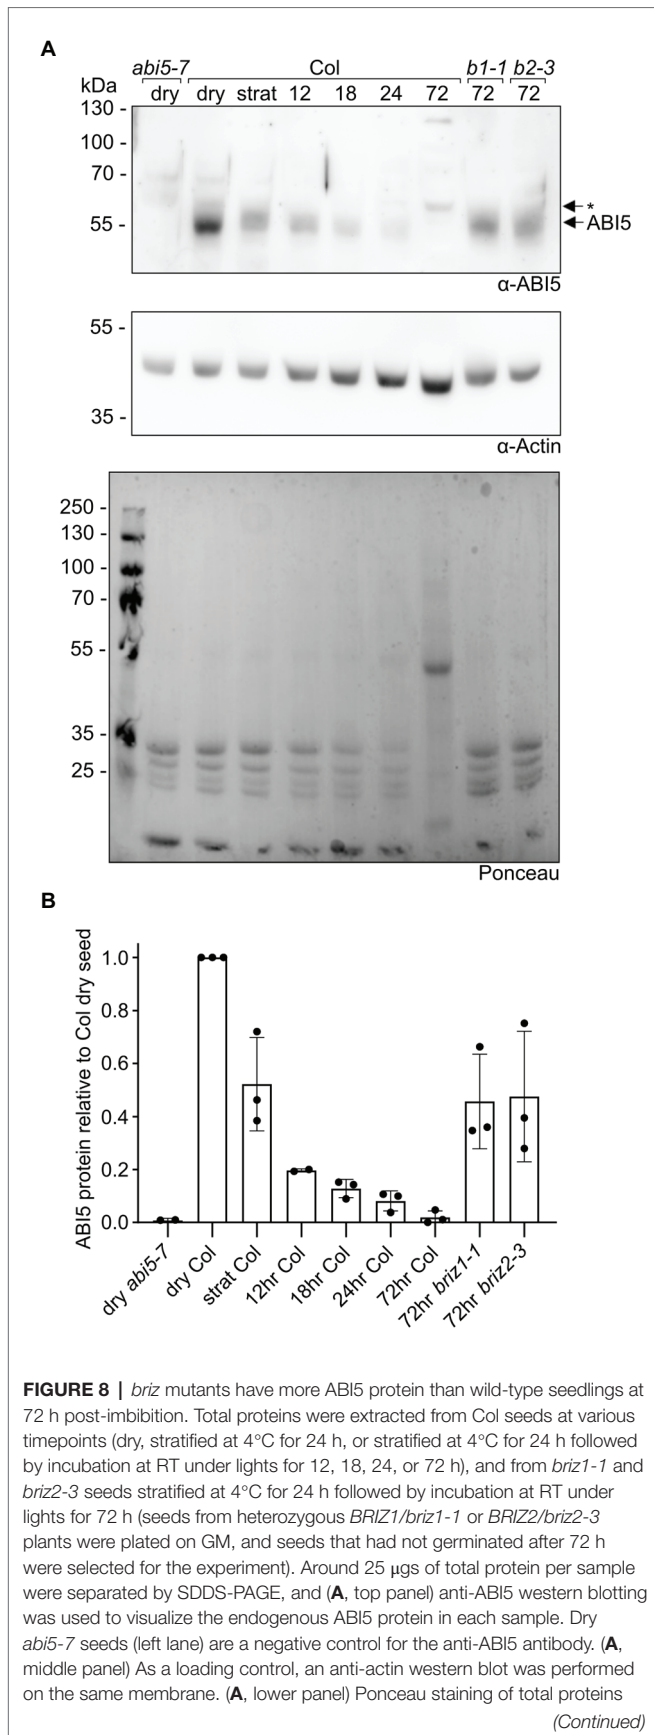 A
abi5-7 Col b1-1 b2-3
kDa dry dry strat 12 18 24 72 72 72
130 -
100 -
70 -
*
55 - ABI5
α-ABI5
55 -
35 -
α-Actin
250 -
130 -
100 -
70 -
55 -
35 -
25 -
Ponceau
B
ABI5 protein relative to Col dry seed
1.0
0.8
0.6
0.4
0.2
0.0
dry abi5-7
dry Col
strat Col
12hr Col
18hr Col
24hr Col
72hr Col
72hr briz1-1
72hr briz2-3
FIGURE 8 | briz mutants have more ABI5 protein than wild-type seedlings at
72 h post-imbibition. Total proteins were extracted from Col seeds at various
timepoints (dry, stratified at 4°C for 24 h, or stratified at 4°C for 24 h followed
by incubation at RT under lights for 12, 18, 24, or 72 h), and from briz1-1 and
briz2-3 seeds stratified at 4°C for 24 h followed by incubation at RT under
lights for 72 h (seeds from heterozygous BRIZ1/briz1-1 or BRIZ2/briz2-3
plants were plated on GM, and seeds that had not germinated after 72 h
were selected for the experiment). Around 25 μgs of total protein per sample
were separated by SDDS-PAGE, and (A, top panel) anti-ABI5 western blotting
was used to visualize the endogenous ABI5 protein in each sample. Dry
abi5-7 seeds (left lane) are a negative control for the anti-ABI5 antibody. (A,
middle panel) As a loading control, an anti-actin western blot was performed
on the same membrane. (A, lower panel) Ponceau staining of total proteins
(Continued)